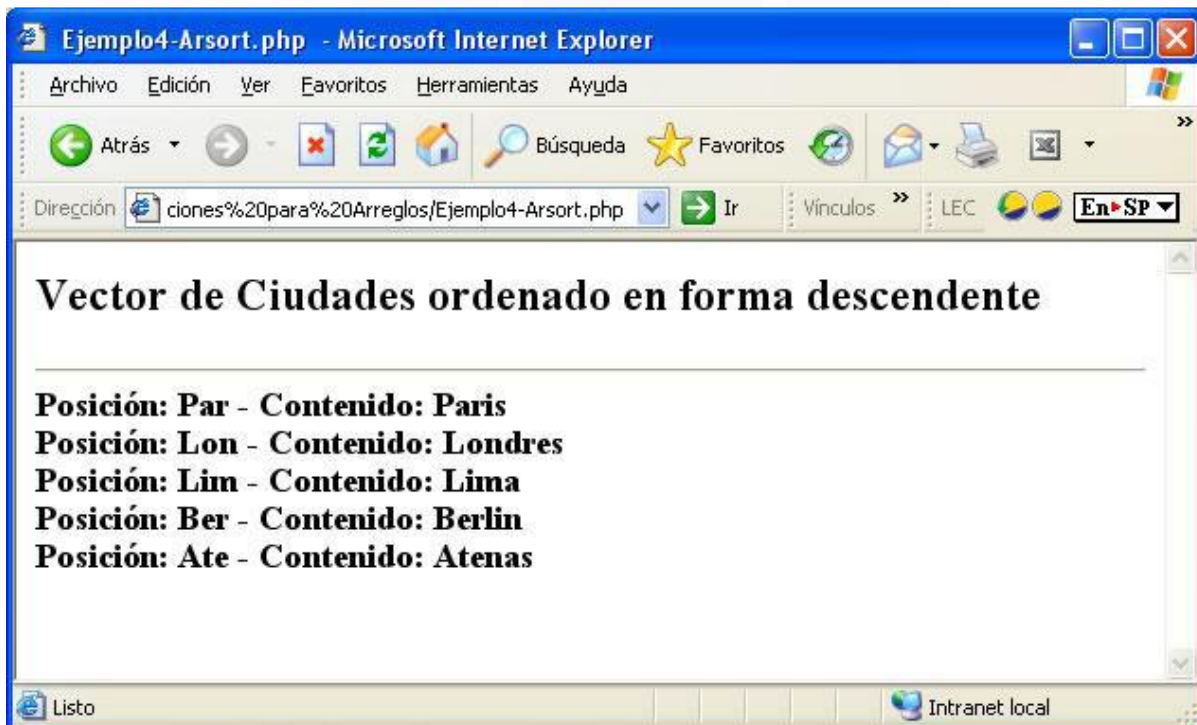 Ejemplo4-Arsort.php - Microsoft Internet Explorer
Archivo Edición Ver Favoritos Herramientas Ayuda
Atrás Búsqueda Favoritos »
Dirección ciones%20para%20Arreglos/Ejemplo4-Arsort.php Ir Vínculos » LEC En SP
Vector de Ciudades ordenado en forma descendente
Posición: Par - Contenido: Paris
Posición: Lon - Contenido: Londres
Posición: Lim - Contenido: Lima
Posición: Ber - Contenido: Berlin
Posición: Ate - Contenido: Atenas
Listo Intranet local